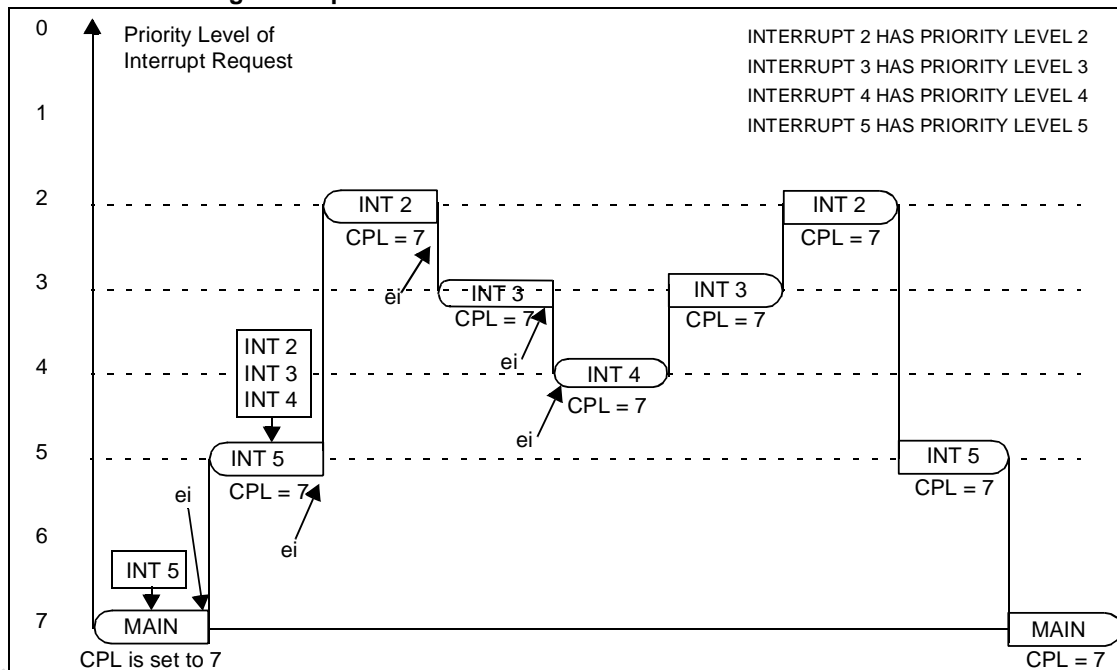 0
Priority Level of
Interrupt Request
INTERRUPT 2 HAS PRIORITY LEVEL 2
INTERRUPT 3 HAS PRIORITY LEVEL 3
INTERRUPT 4 HAS PRIORITY LEVEL 4
INTERRUPT 5 HAS PRIORITY LEVEL 5
1
2
INT 2
CPL = 7
INT 2
CPL = 7
ei
3
INT 3
CPL = 7
INT 3
CPL = 7
ei
INT 2
INT 3
INT 4
4
INT 4
CPL = 7
ei
5
INT 5
CPL = 7
INT 5
CPL = 7
ei
ei
6
INT 5
7
MAIN
CPL is set to 7
MAIN
CPL = 7